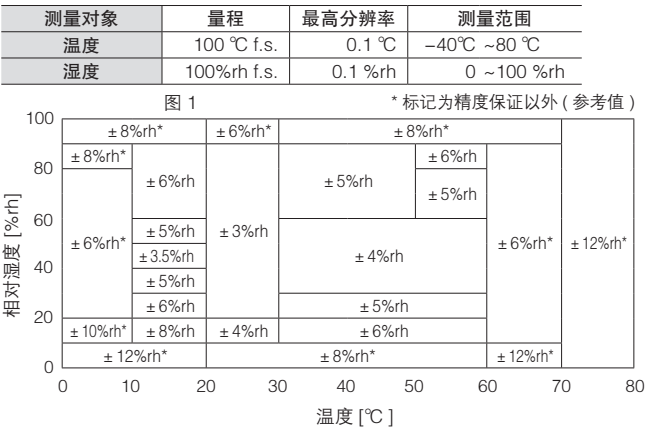 测量对象 量程 最高分辨率 测量范围
温度 100 ℃ f.s. 0.1 ℃ −40℃ ~80 ℃
湿度 100%rh f.s. 0.1 %rh 0 ~100 %rh
图 1 * 标记为精度保证以外 ( 参考值 )
100
± 8%rh* ± 6%rh* ± 8%rh*
± 8%rh* ± 6%rh
80
± 6%rh ± 5%rh
± 5%rh
60
± 5%rh ± 3%rh
± 6%rh* ± 6%rh* ± 12%rh*
± 3.5%rh ± 4%rh
40
± 5%rh
± 6%rh ± 5%rh
20
± 10%rh* ± 8%rh ± 4%rh ± 6%rh
± 12%rh* ± 8%rh* ± 12%rh*
0
0 10 20 30 40 50 60 70 80
相对湿度 [%rh]
温度 [℃ ]